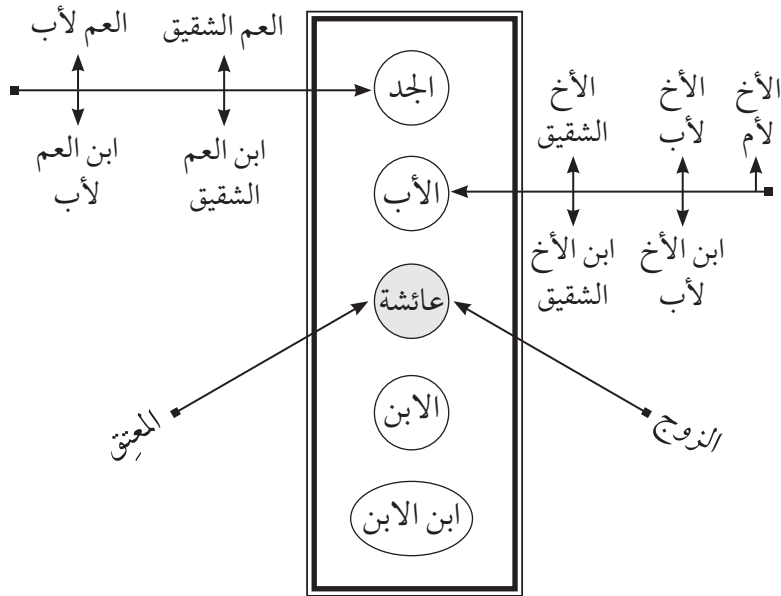 العم لأب
العم الشقيق
ابن العم
لأب
ابن العم
الشقيق
الجد
الأب
عائشة
الابن
ابن الابن
الأخ
الشقيق
الأخ
لأب
الأخ
لأم
ابن الأخ
الشقيق
ابن الأخ
لأب
المعتِق
الزوج